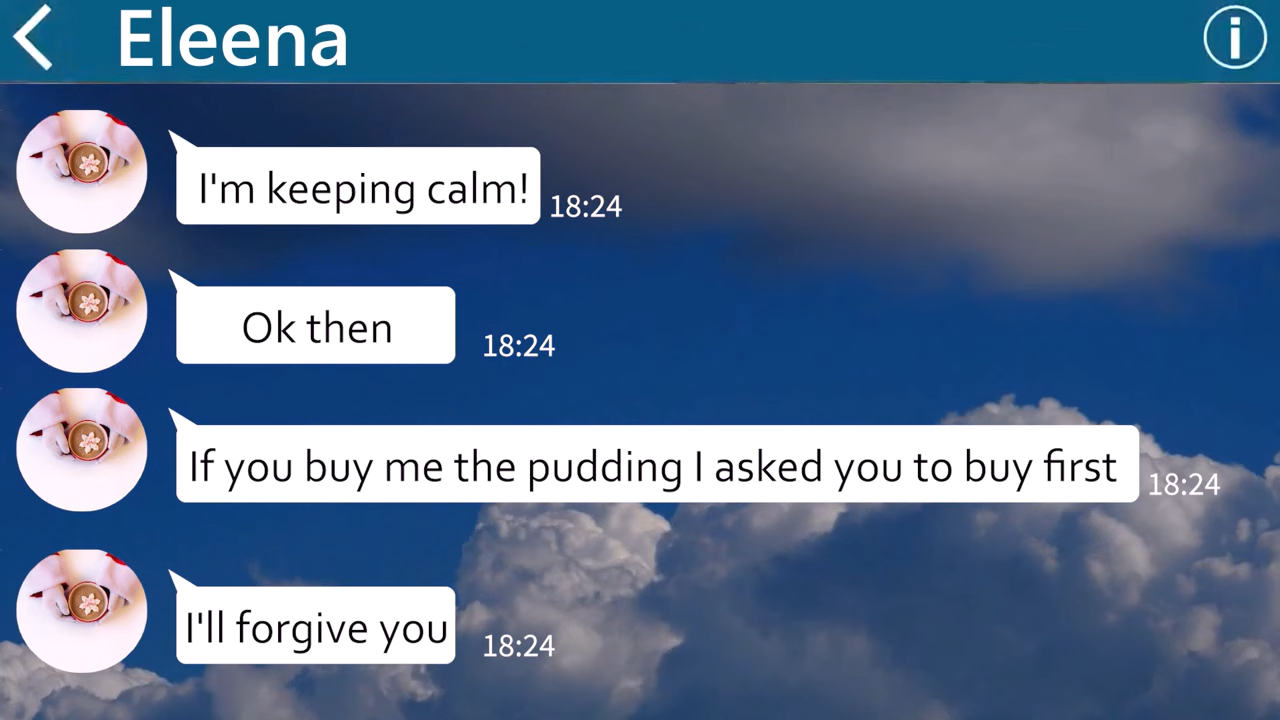 Eleena
I'm keeping calm!
18:24
Ok then
18:24
If you buy me the pudding I asked you to buy first
18:24
I'll forgive you
18:24